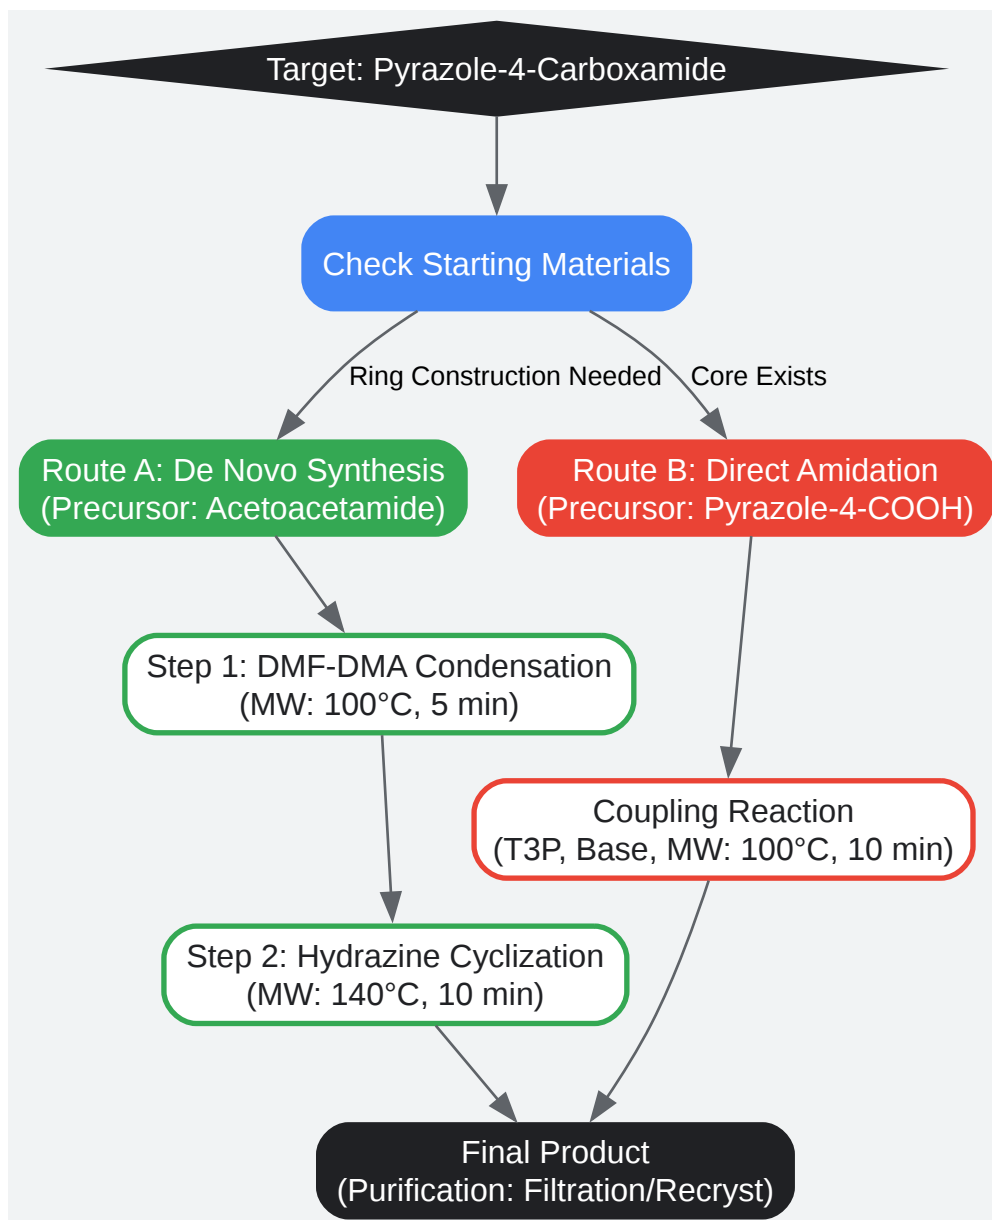 Target: Pyrazole-4-Carboxamide
Check Starting Materials
Ring Construction Needed
Core Exists
Route A: De Novo Synthesis
(Precursor: Acetoacetamide)
Route B: Direct Amidation
(Precursor: Pyrazole-4-COOH)
Step 1: DMF-DMA Condensation
(MW: 100°C, 5 min)
Coupling Reaction
(T3P, Base, MW: 100°C, 10 min)
Step 2: Hydrazine Cyclization
(MW: 140°C, 10 min)
Final Product
(Purification: Filtration/Recryst)